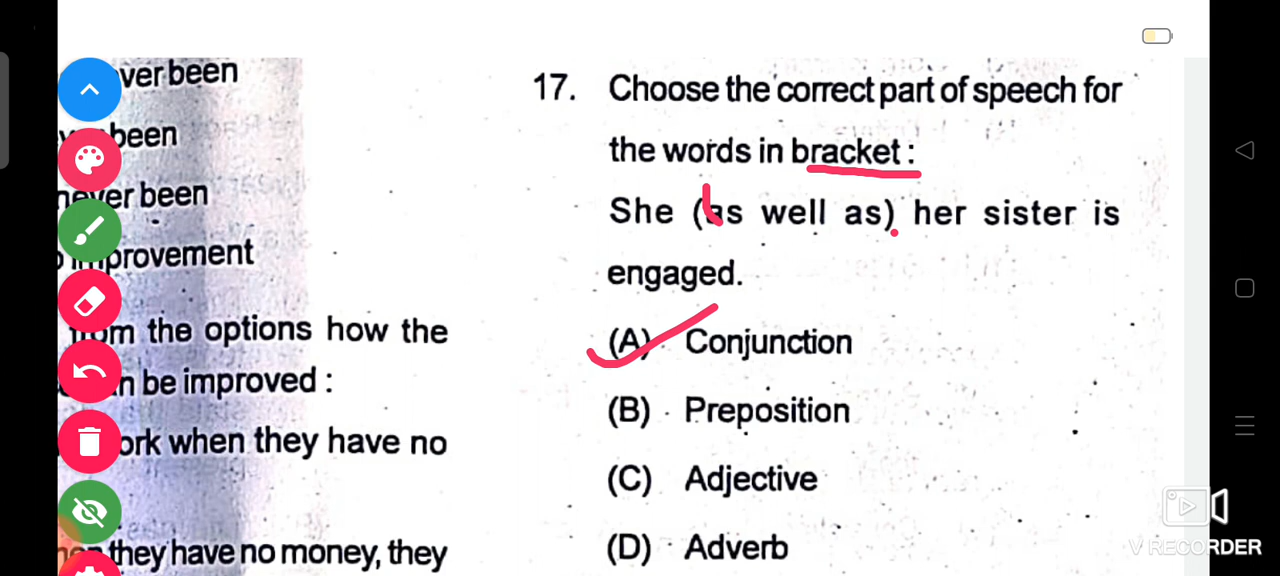 ver been
been
never been
improvement
from the options how the
n be improved :
ork when they have no
they have no money, they
17. Choose the correct part of speech for
the words in bracket :
She (as well as) her sister is
engaged.
(A) Conjunction
(B) Preposition
(C) Adjective
(D) Adverb
V RECORDER